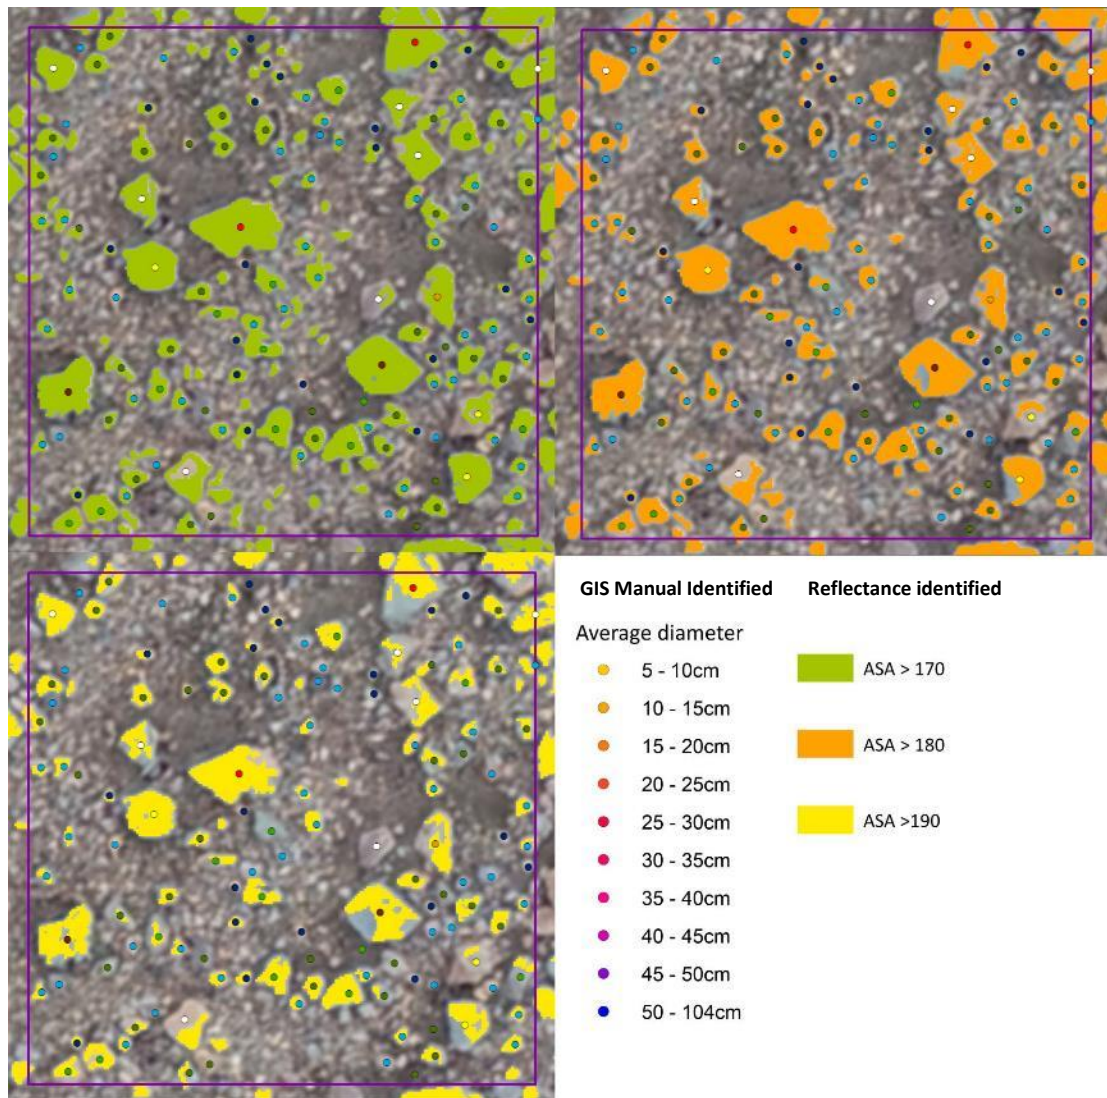 GIS Manual Identified Reflectance identified
Average diameter
5 - 10cm
10 - 15cm
15 - 20cm
20 - 25cm
25 - 30cm
30 - 35cm
35 - 40cm
40 - 45cm
45 - 50cm
50 - 104cm
ASA > 170
ASA > 180
ASA >190